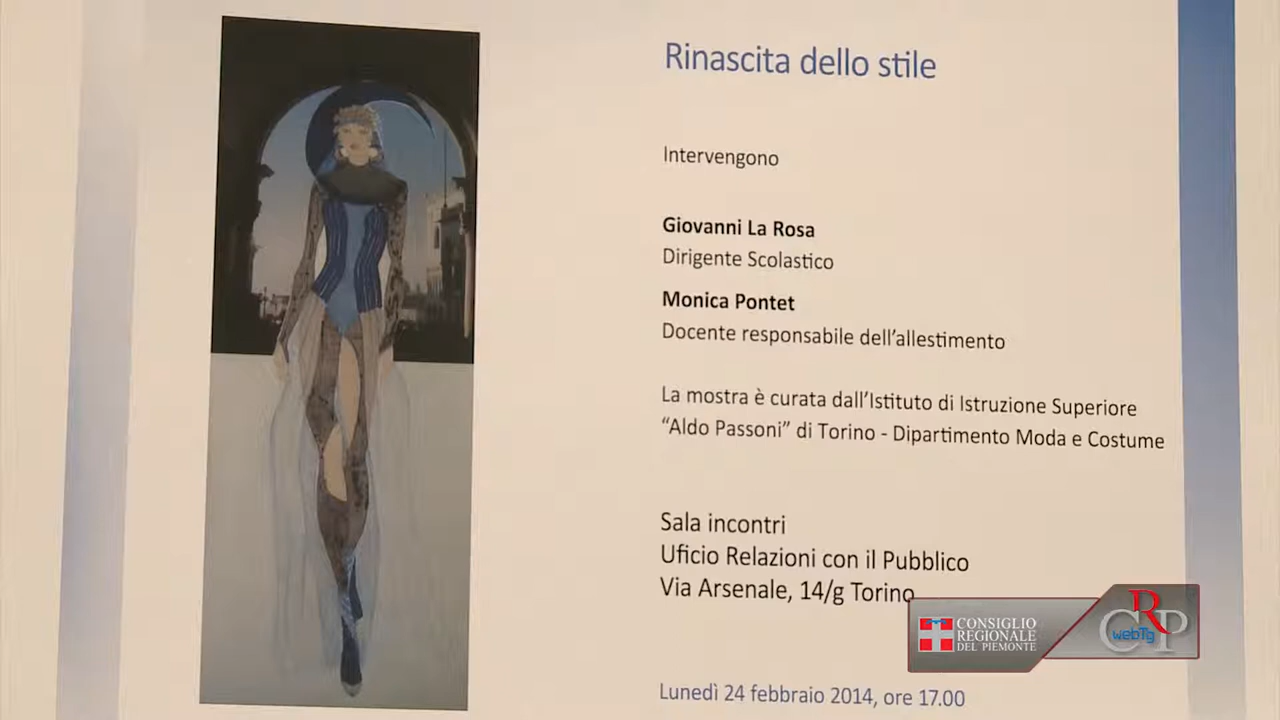 Rinascita dello stile
Intervengono
Giovanni La Rosa
Dirigente Scolastico
Monica Pontet
Docente responsabile dell'allestimento
La mostra è curata dall'Istituto di Istruzione Superiore
"Aldo Passoni" di Torino - Dipartimento Moda e Costume
Sala incontri
Uficio Relazioni con il Pubblico
Via Arsenale, 14/g Torino
CONSIGLIO
REGIONALE
DEL PIEMONTE
CRP
webTg
Lunedì 24 febbraio 2014, ore 17.00